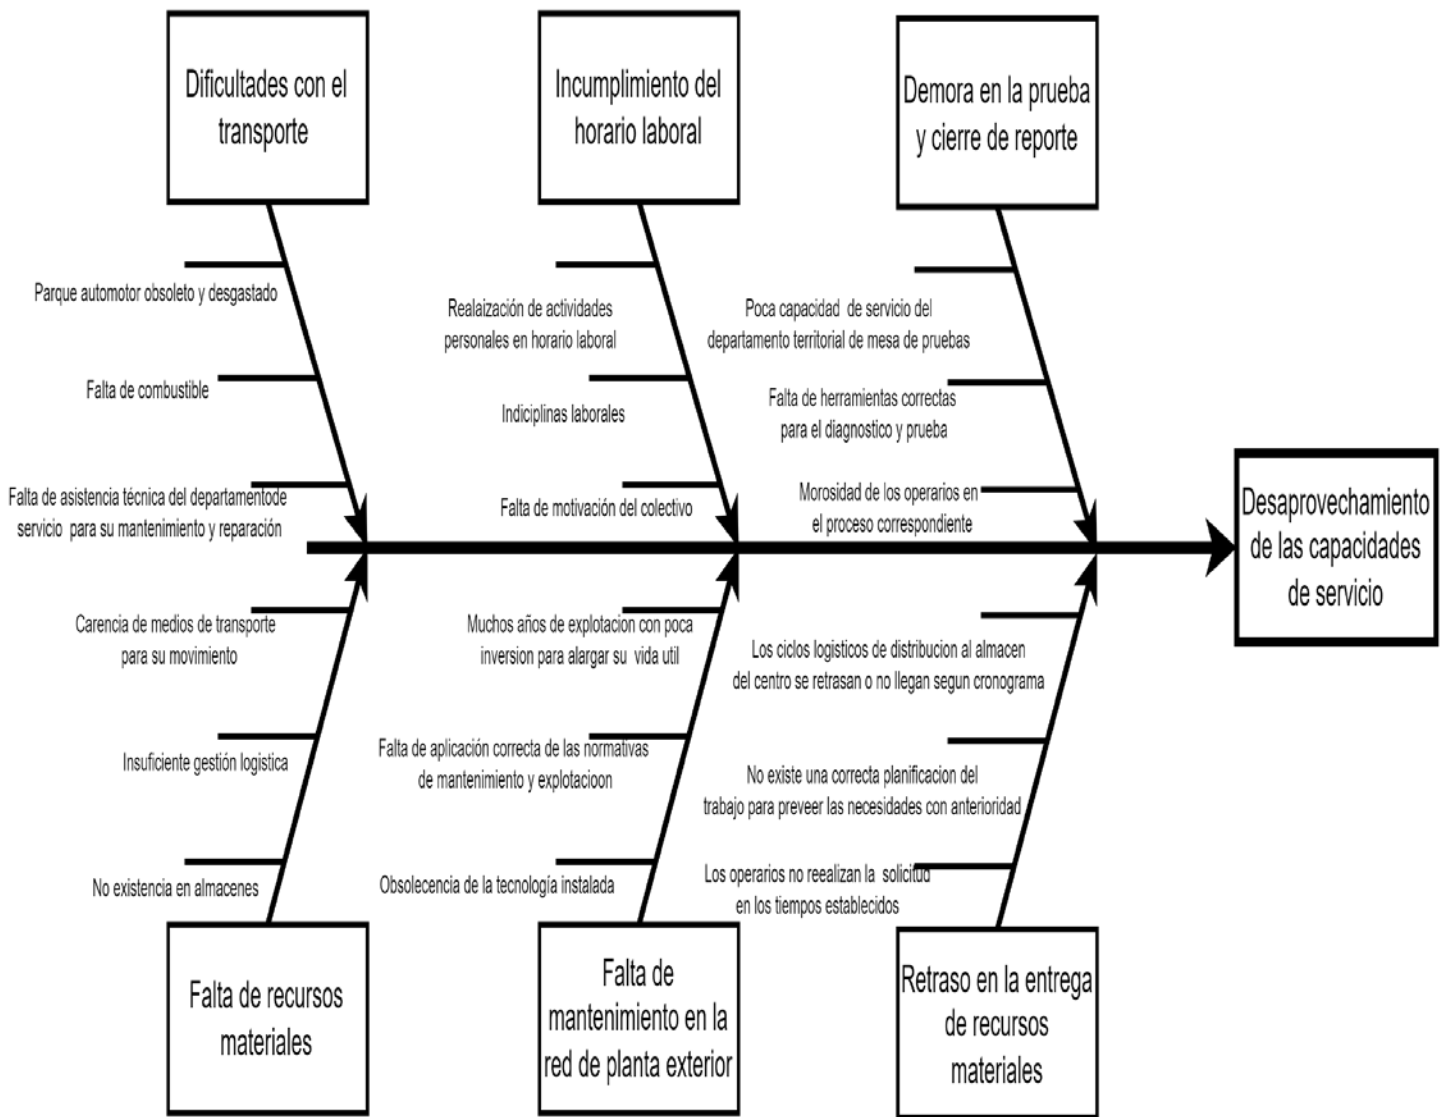 Dificultades con el
transporte
Incumplimiento del
horario laboral
Demora en la prueba
y cierre de reporte
Parque automotor obsoleto y desgastado
Falta de combustible
Falta de asistencia técnica del departamentode
servicio para su mantenimiento y reparación
Realaización de actividades
personales en horario laboral
Indiciplinas laborales
Falta de motivación del colectivo
Poca capacidad de servicio del
departamento territorial de mesa de pruebas
Falta de herramientas correctas
para el diagnostico y prueba
Morosidad de los operarios en
el proceso correspondiente
Desaprovechamiento
de las capacidades
de servicio
Carencia de medios de transporte
para su movimiento
Insuficiente gestión logistica
No existencia en almacenes
Muchos años de explotacion con poca
inversion para alargar su vida util
Falta de aplicación correcta de las normativas
de mantenimiento y explotacioon
Obsolecencia de la tecnología instalada
Los ciclos logisticos de distribucion al almacen
del centro se retrasan o no llegan segun cronograma
No existe una correcta planificacion del
trabajo para preveer las necesidades con anterioridad
Los operarios no reealizan la solicitud
en los tiempos establecidos
Falta de recursos
materiales
Falta de
mantenimiento en la
red de planta exterior
Retraso en la entrega
de recursos
materiales